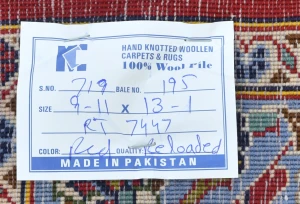 HAND KNOTTED WOOLLEN
CARPETS & RUGS
100% Wool Pile
S.NO. 719 BALE NO. 195
SIZE 9-11 x 13-1
RT 7447
COLOR: Red QUALITY: Reloaded
MADE IN PAKISTAN